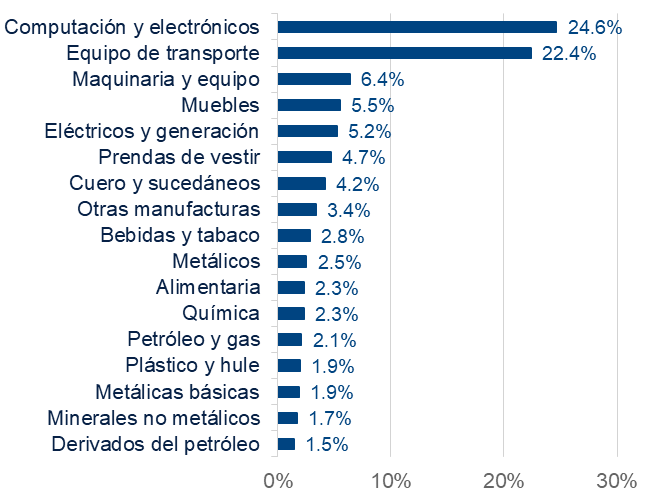 Computación y electrónicos 24.6%
Equipo de transporte 22.4%
Maquinaria y equipo 6.4%
Muebles 5.5%
Eléctricos y generación 5.2%
Prendas de vestir 4.7%
Cuero y sucedáneos 4.2%
Otras manufacturas 3.4%
Bebidas y tabaco 2.8%
Metálicos 2.5%
Alimentaria 2.3%
Química 2.3%
Petróleo y gas 2.1%
Plástico y hule 1.9%
Metálicas básicas 1.9%
Minerales no metálicos 1.7%
Derivados del petróleo 1.5%
0% 10% 20% 30%